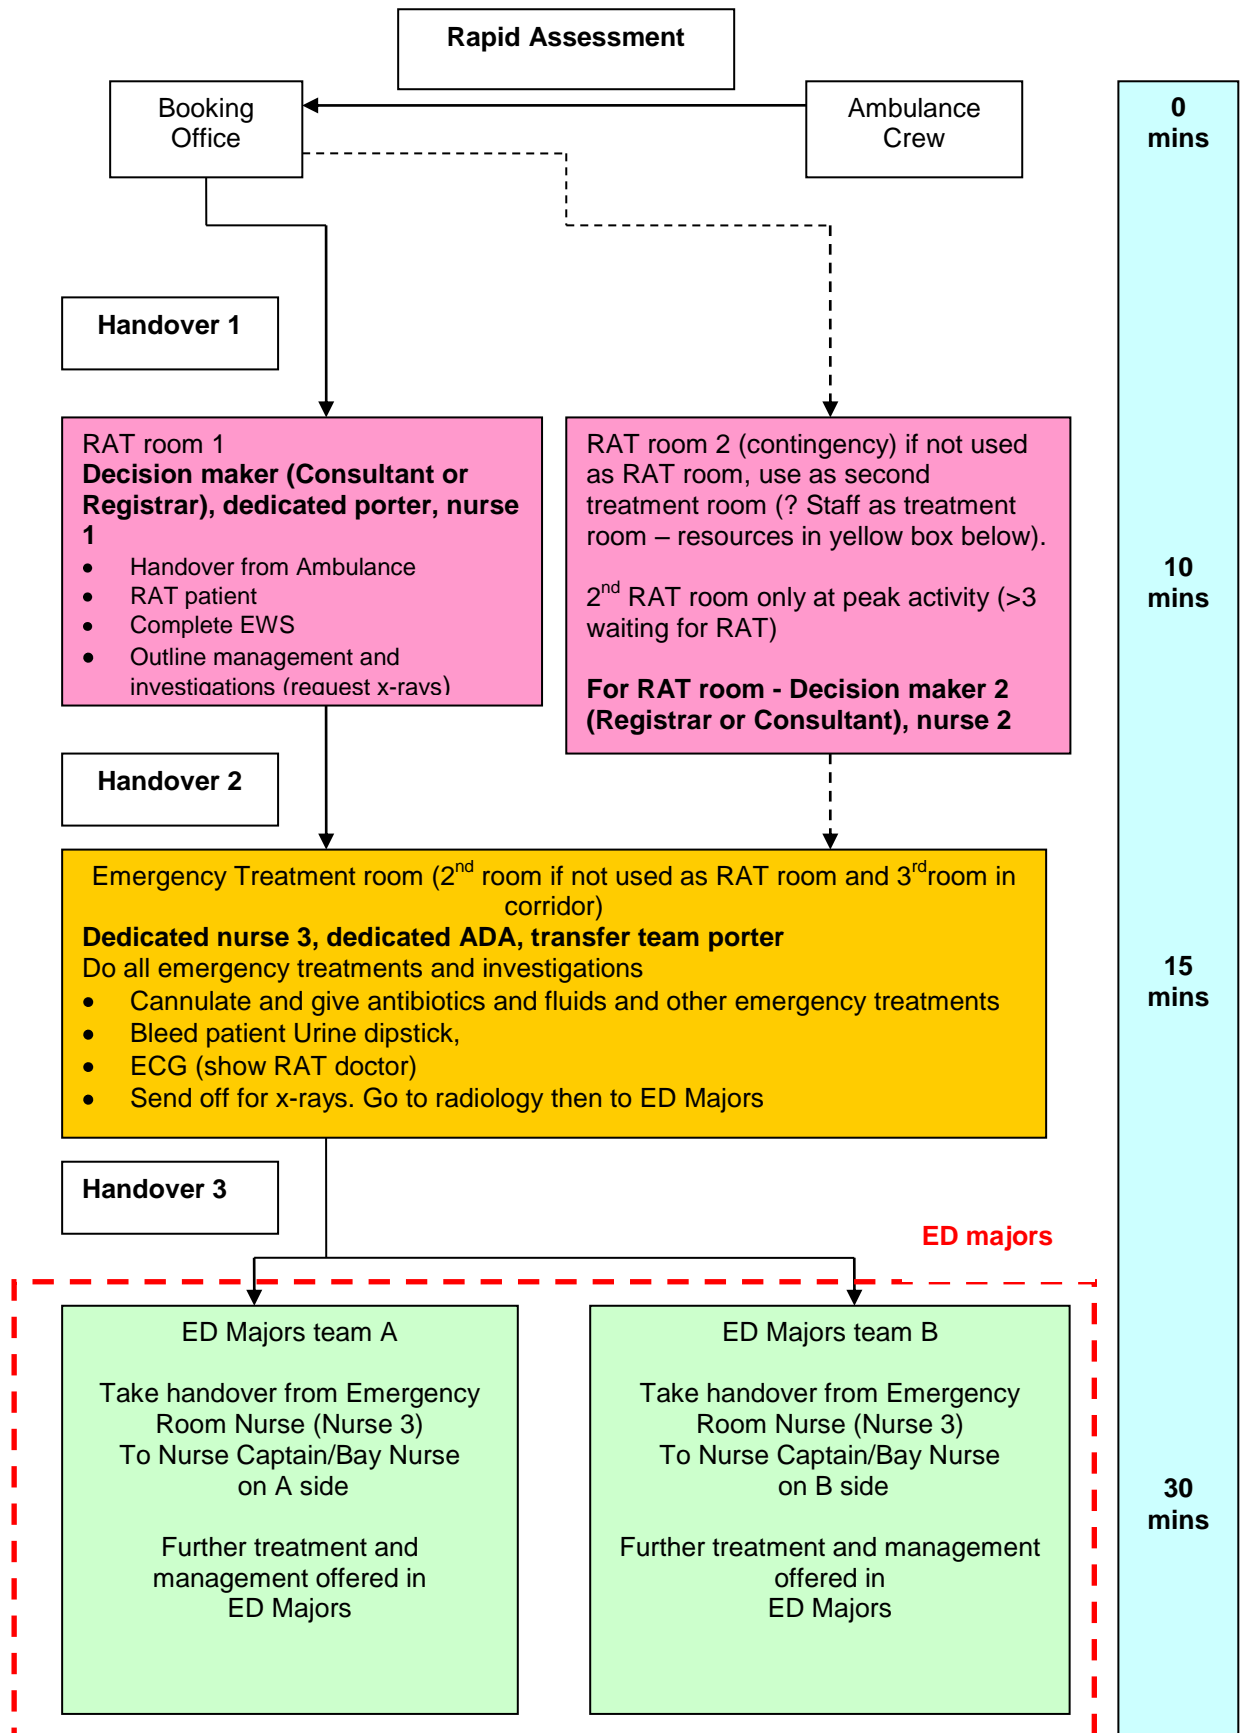 Rapid Assessment
Booking
Office
Ambulance
Crew
0
mins
Handover 1
RAT room 1
Decision maker (Consultant or
Registrar), dedicated porter, nurse
1
• Handover from Ambulance
• RAT patient
• Complete EWS
• Outline management and
investigations (request x-rays)
RAT room 2 (contingency) if not used
as RAT room, use as second
treatment room (? Staff as treatment
room – resources in yellow box below).
2nd RAT room only at peak activity (>3
waiting for RAT)
For RAT room - Decision maker 2
(Registrar or Consultant), nurse 2
10
mins
Handover 2
Emergency Treatment room (2nd room if not used as RAT room and 3rd room in
corridor)
Dedicated nurse 3, dedicated ADA, transfer team porter
Do all emergency treatments and investigations
• Cannulate and give antibiotics and fluids and other emergency treatments
• Bleed patient Urine dipstick,
• ECG (show RAT doctor)
• Send off for x-rays. Go to radiology then to ED Majors
15
mins
Handover 3
ED majors
ED Majors team A
Take handover from Emergency
Room Nurse (Nurse 3)
To Nurse Captain/Bay Nurse
on A side
Further treatment and
management offered in
ED Majors
ED Majors team B
Take handover from Emergency
Room Nurse (Nurse 3)
To Nurse Captain/Bay Nurse
on B side
Further treatment and management
offered in
ED Majors
30
mins